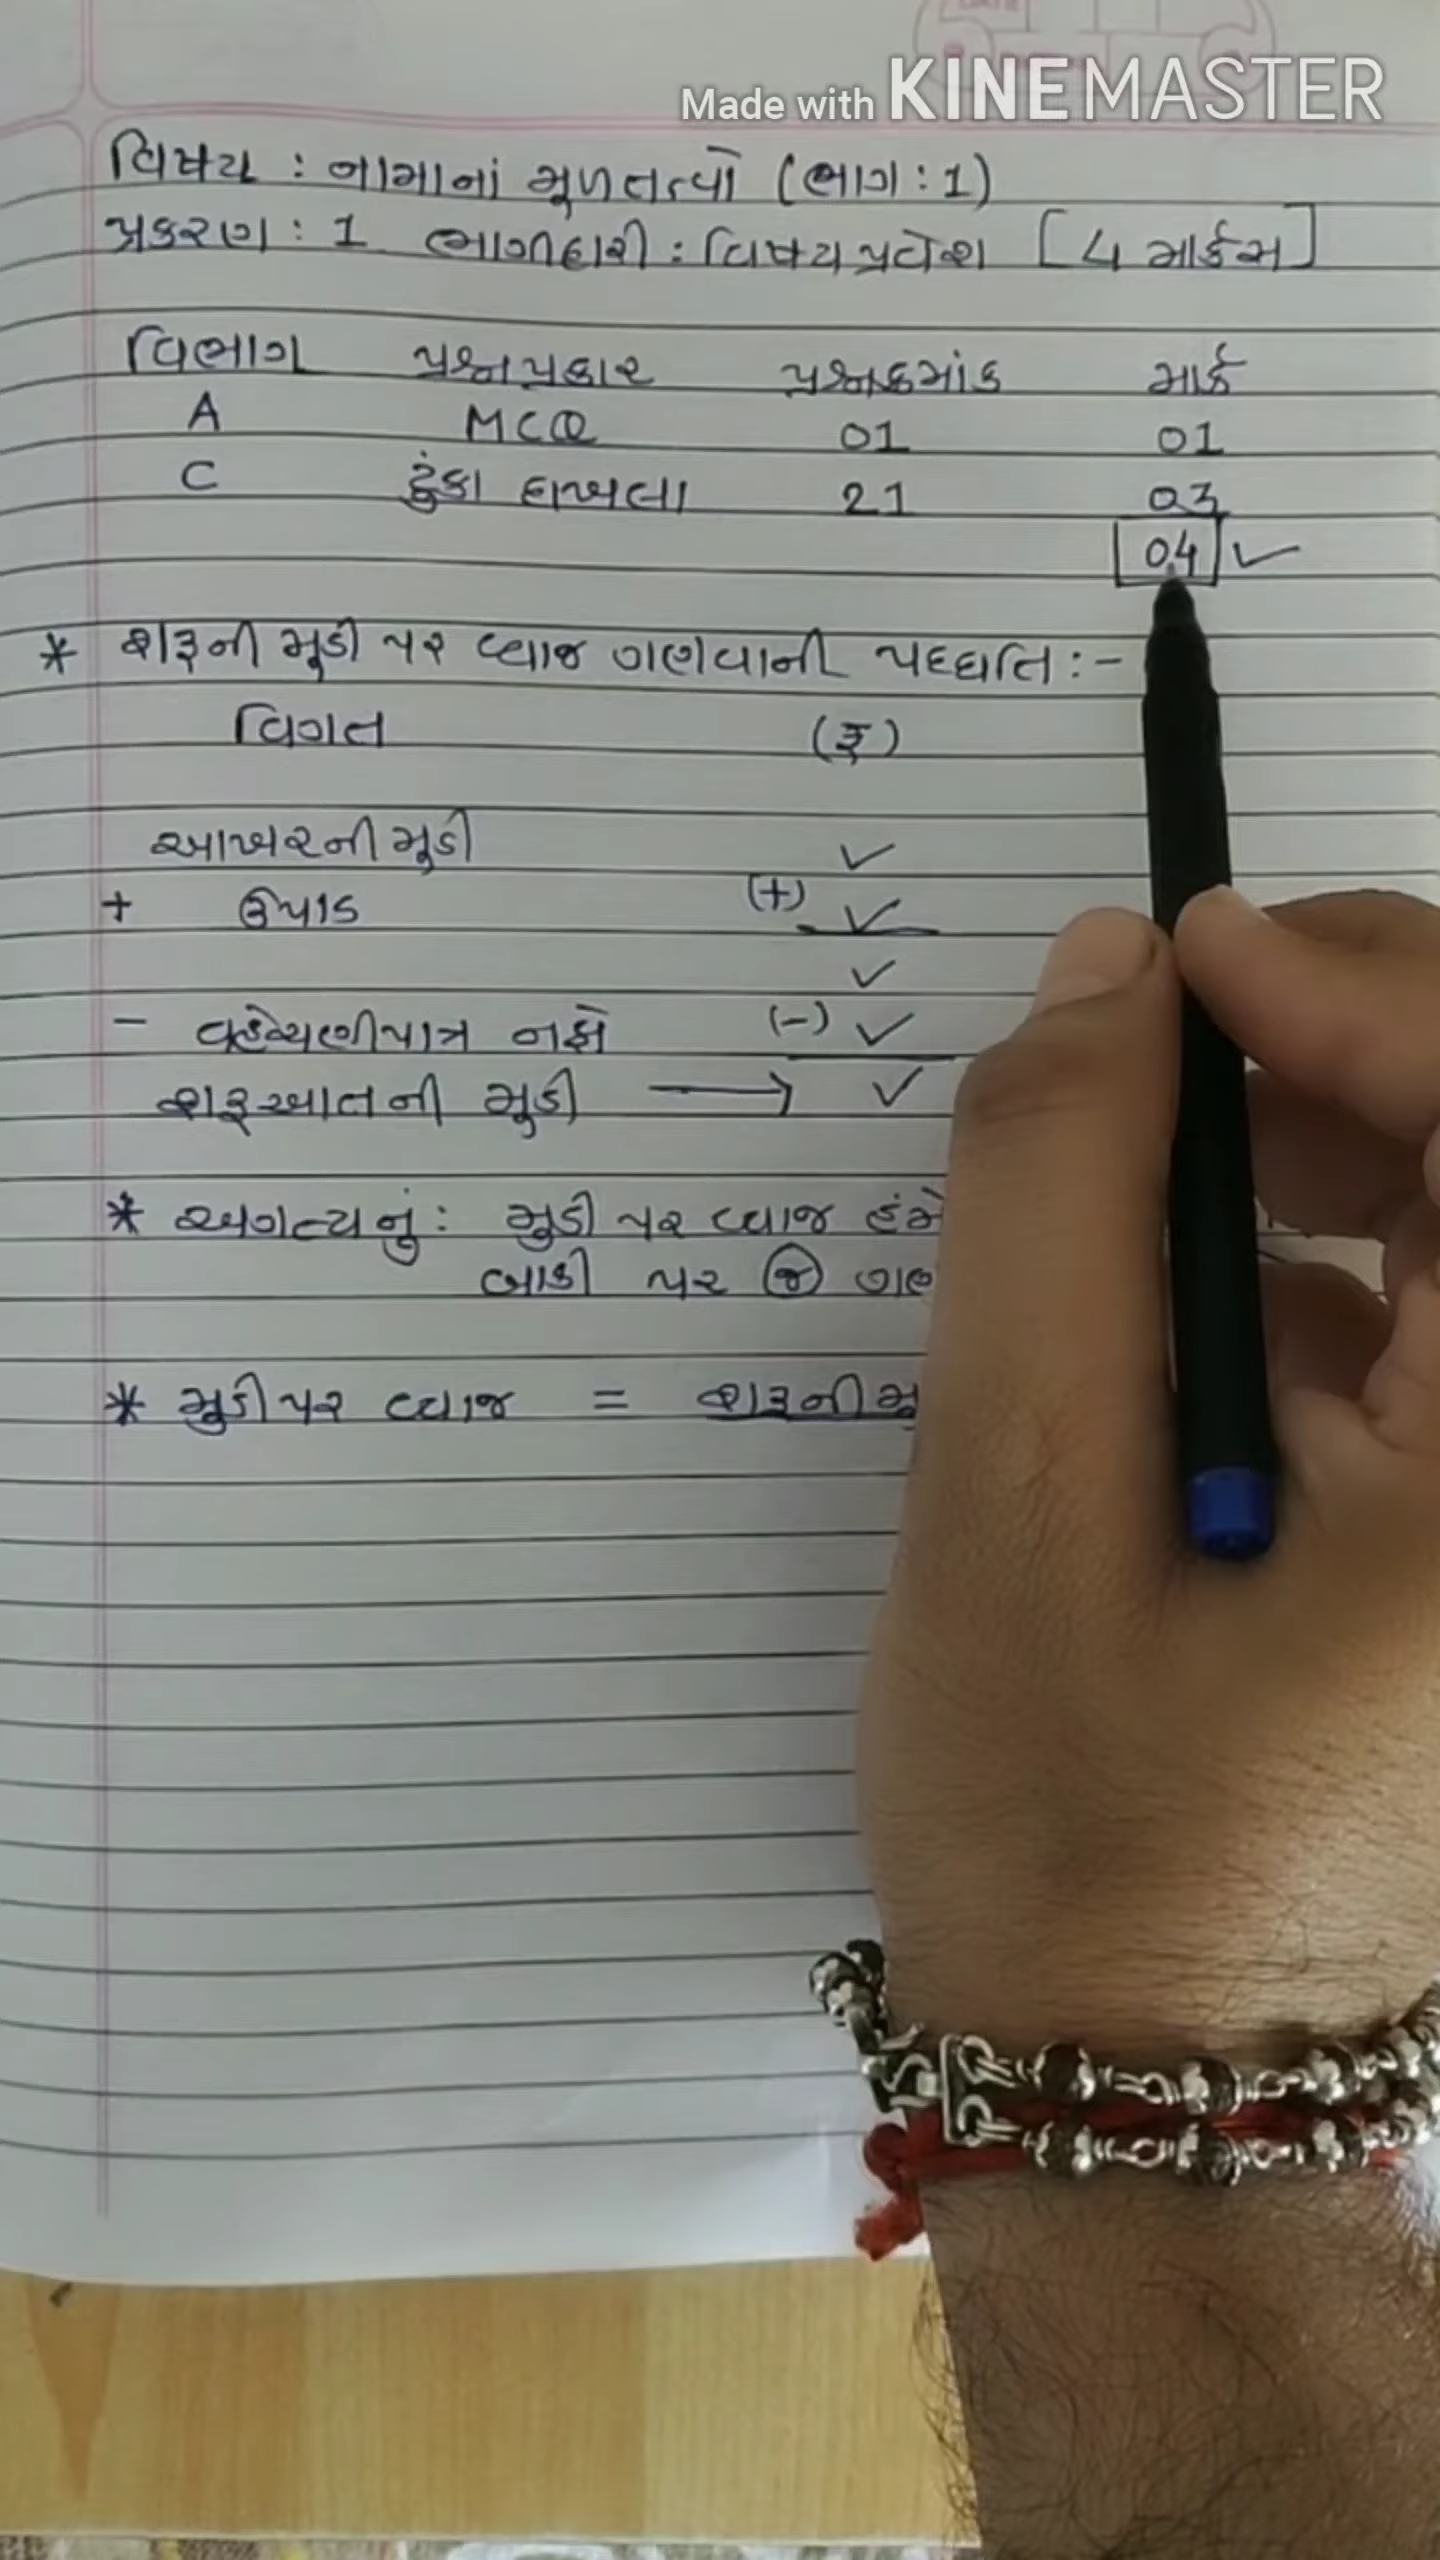 Made with KINEMASTER
વિષય : નામાનાં મૂળતત્વો (ભાગ : 1)
પ્રકરણ : 1 ભાગીદારી : વિષયપ્રવેશ [4 માર્કસ]
વિભાગ પ્રશ્નપ્રકાર પ્રશ્નક્રમાંક માર્ક
A MCQ 01 01
C ટુંકા દાખલા 21 03
04 ✓
* શરૂની મૂડી પર વ્યાજ ગણવાની પધ્ધતિ :-
વિગત (₹)
આખરની મૂડી ✓
+ ઉપાડ (+) ✓
✓
- વહેંચણીપાત્ર નફો (-) ✓
શરૂઆતની મુડી → ✓
* અગત્યનું : મુડી પર વ્યાજ
બાકી પર જ
* મુડી પર વ્યાજ = શરૂની